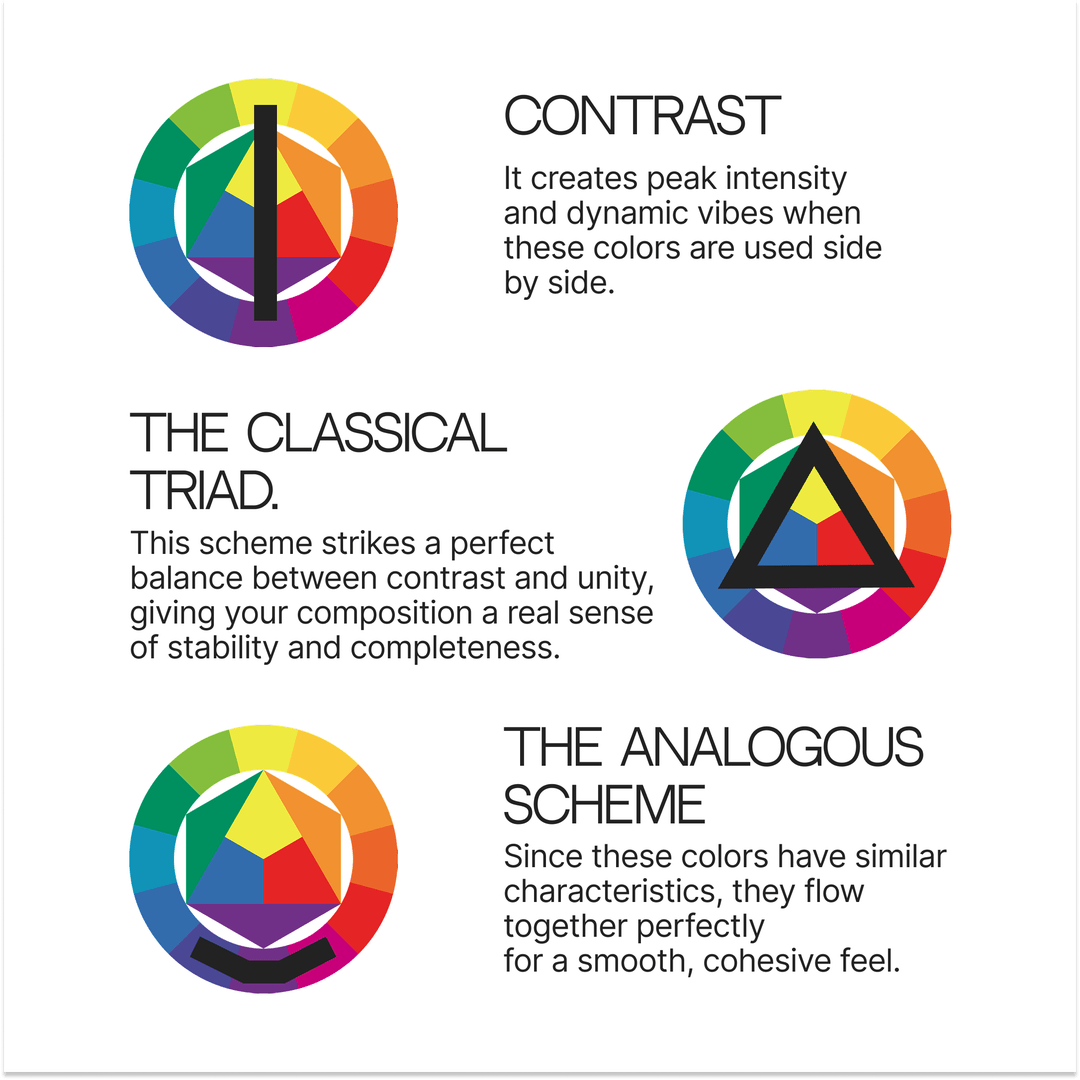 CONTRAST
It creates peak intensity
and dynamic vibes when
these colors are used side
by side.
THE CLASSICAL
TRIAD.
This scheme strikes a perfect
balance between contrast and unity,
giving your composition a real sense
of stability and completeness.
THE ANALOGOUS
SCHEME
Since these colors have similar
characteristics, they flow
together perfectly
for a smooth, cohesive feel.